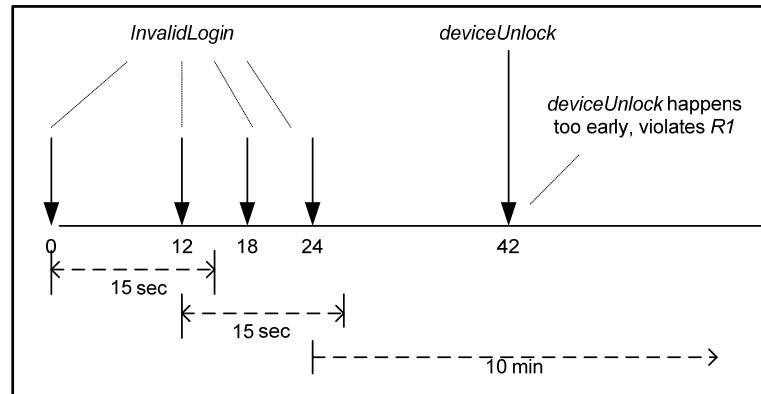 InvalidLogin
deviceUnlock
deviceUnlock happens
too early, violates R1
0
12
18
24
42
15 sec
15 sec
10 min